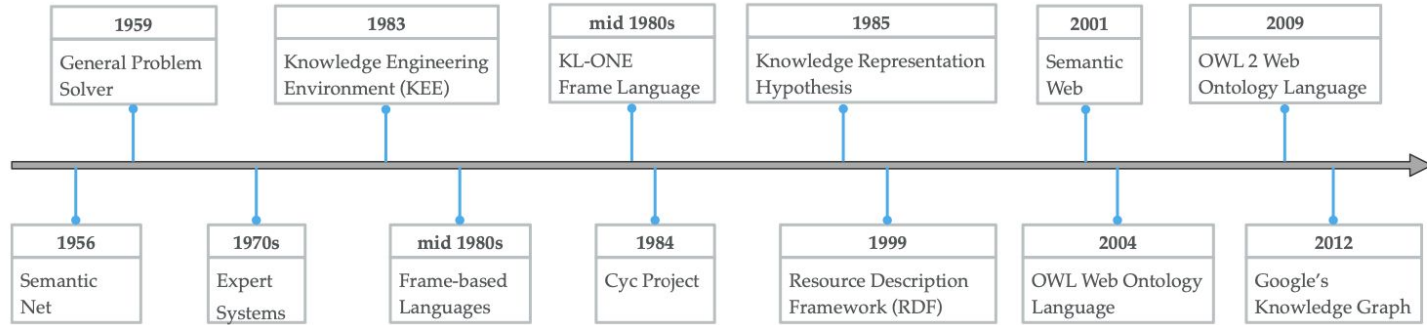 1959
General Problem
Solver
1983
Knowledge Engineering
Environment (KEE)
mid 1980s
KL-ONE
Frame Language
1985
Knowledge Representation
Hypothesis
2001
Semantic
Web
2009
OWL 2 Web
Ontology Language
1956
Semantic
Net
1970s
Expert
Systems
mid 1980s
Frame-based
Languages
1984
Cyc Project
1999
Resource Description
Framework (RDF)
2004
OWL Web Ontology
Language
2012
Google's
Knowledge Graph